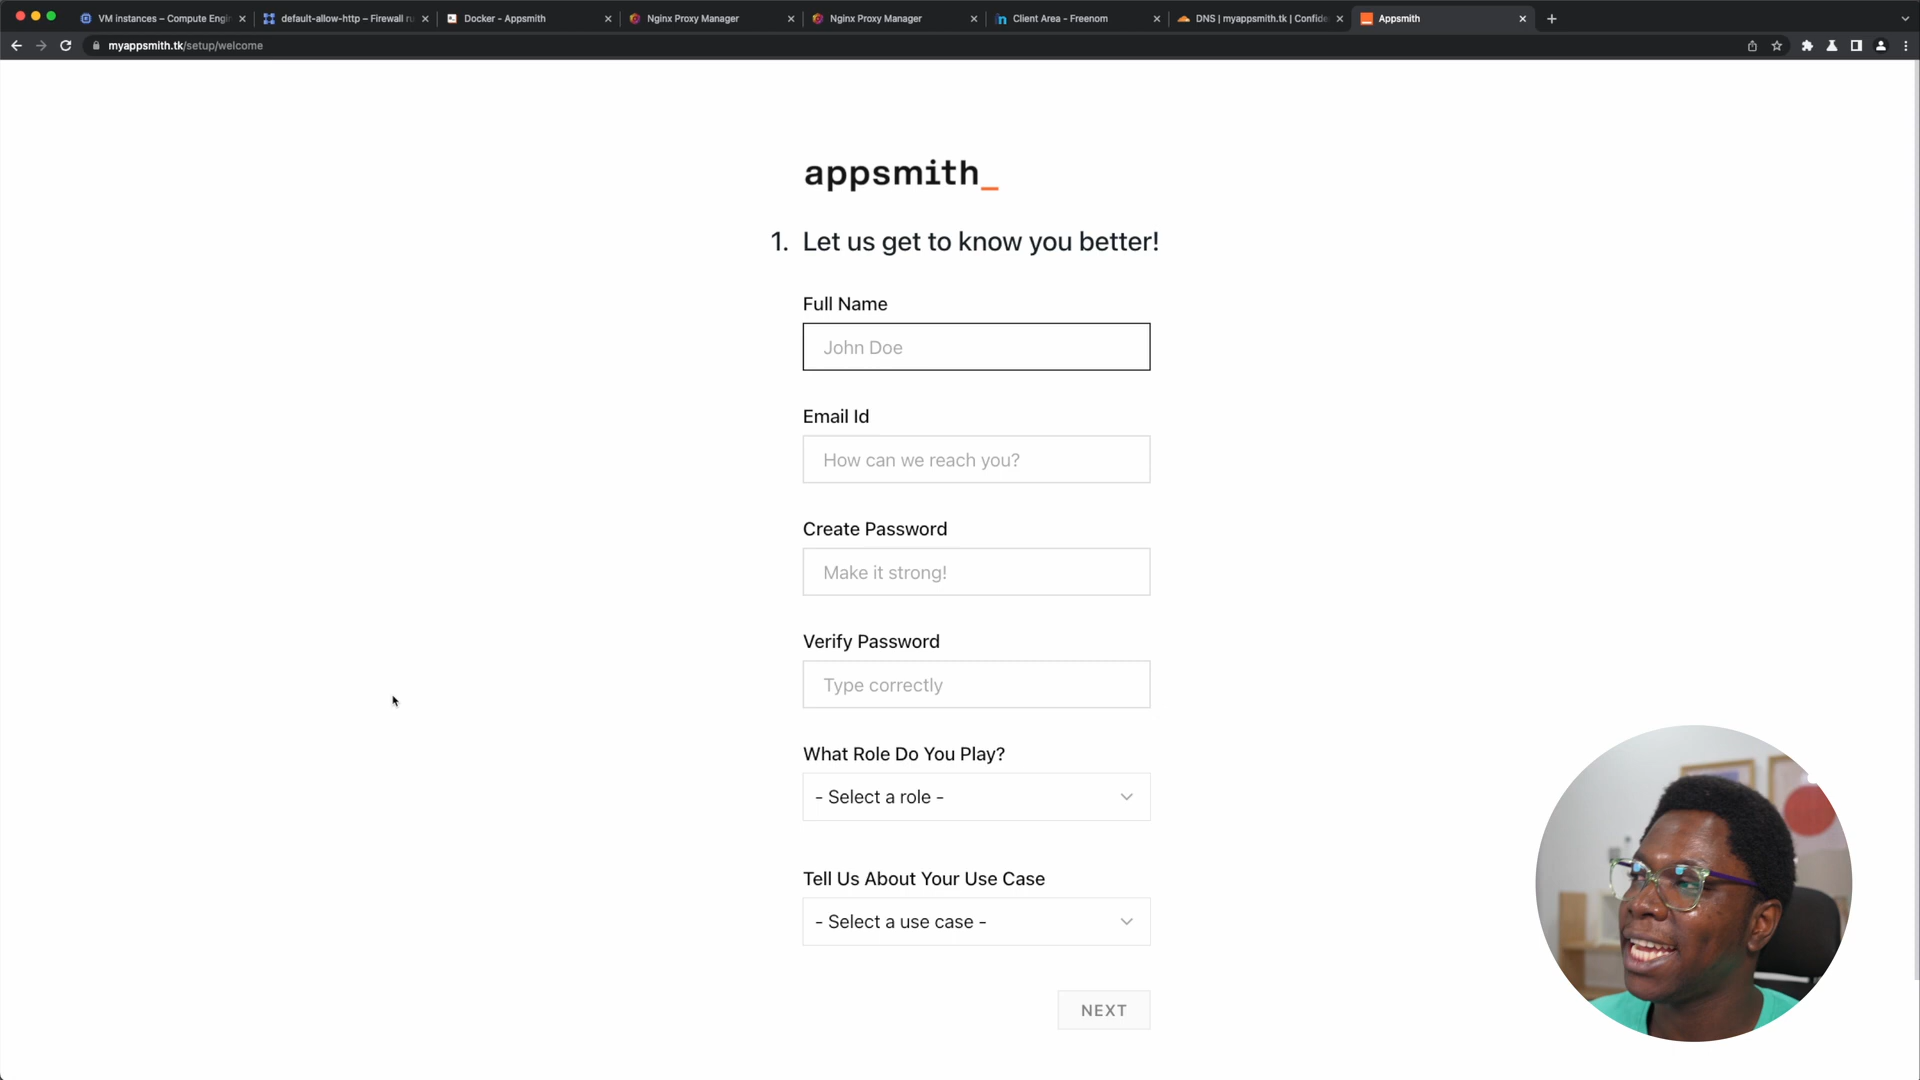 VM instances – Compute Engi
default-allow-http – Firewall ru
Docker - Appsmith
Nginx Proxy Manager
Nginx Proxy Manager
Client Area - Freenom
DNS | myappsmith.tk | Confide
Appsmith
myappsmith.tk/setup/welcome
appsmith_
1. Let us get to know you better!
Full Name
John Doe
Email Id
How can we reach you?
Create Password
Make it strong!
Verify Password
Type correctly
What Role Do You Play?
- Select a role -
Tell Us About Your Use Case
- Select a use case -
NEXT